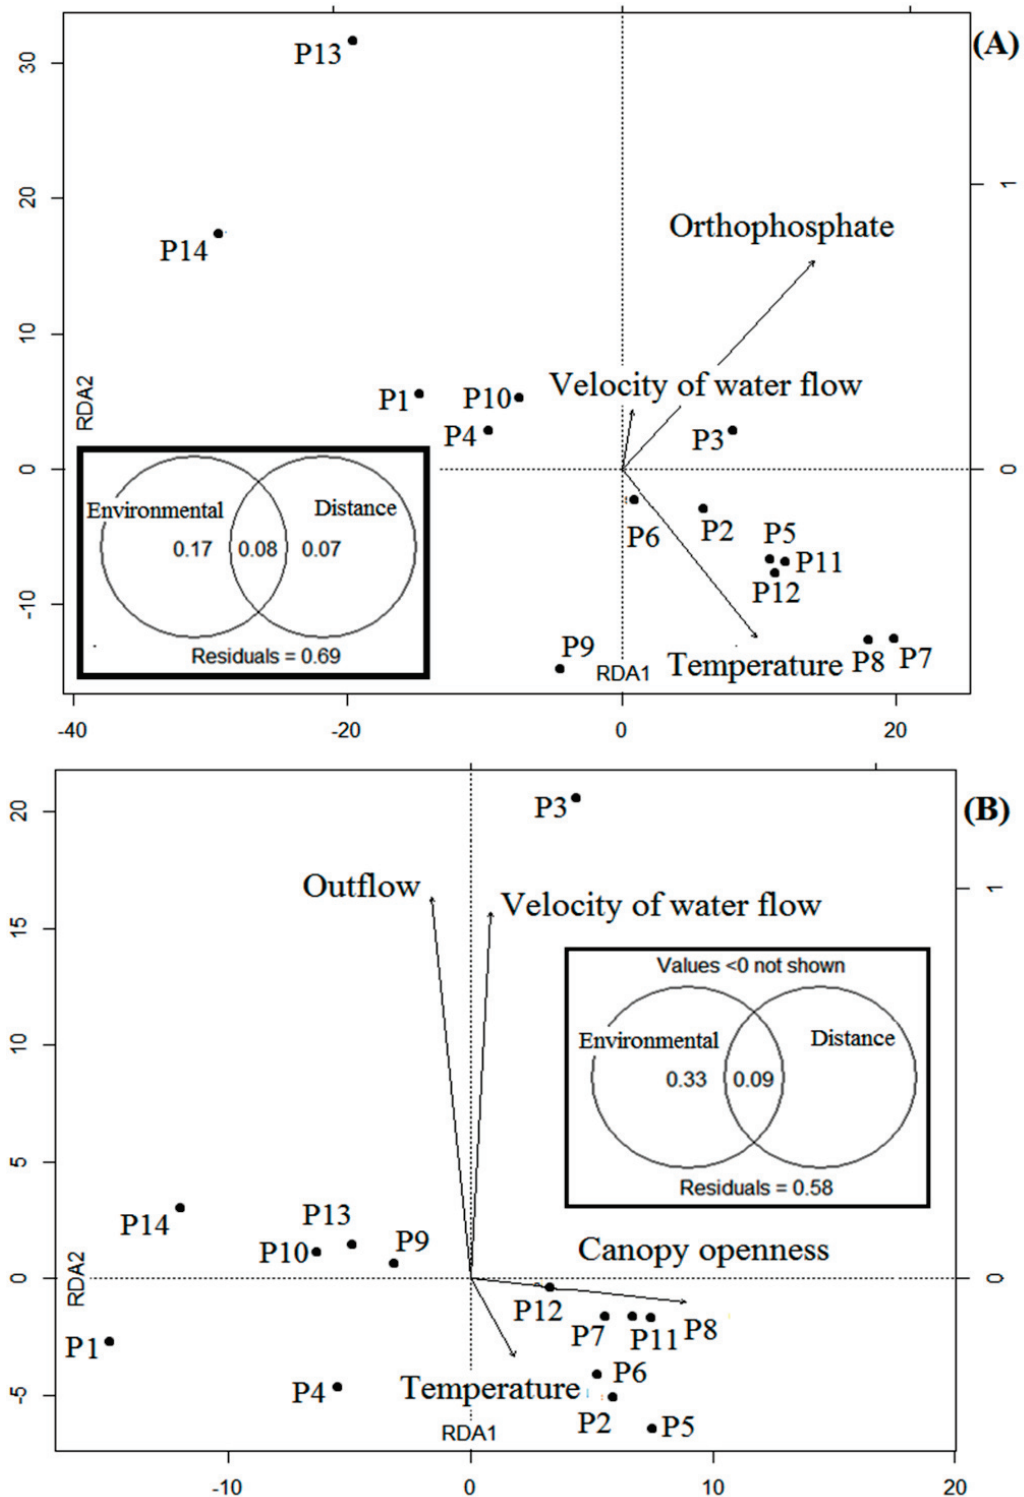 (A)
30
20
10
0
-10
RDA2
1
0
P13
P14
Orthophosphate
Velocity of water flow
P1
P10
P4
P3
P6
P2
P5
P11
P12
P9
P8
P7
Temperature
RDA1
Environmental
Distance
0.17
0.08
0.07
Residuals = 0.69
-40
-20
0
20
(B)
20
15
10
5
0
-5
RDA2
1
0
P3
Outflow
Velocity of water flow
Values <0 not shown
Environmental
Distance
0.33
0.09
Residuals = 0.58
P14
P13
P10
P9
Canopy openness
P12
P7
P11
P8
P1
P4
P6
Temperature
P2
P5
RDA1
-10
0
10
20